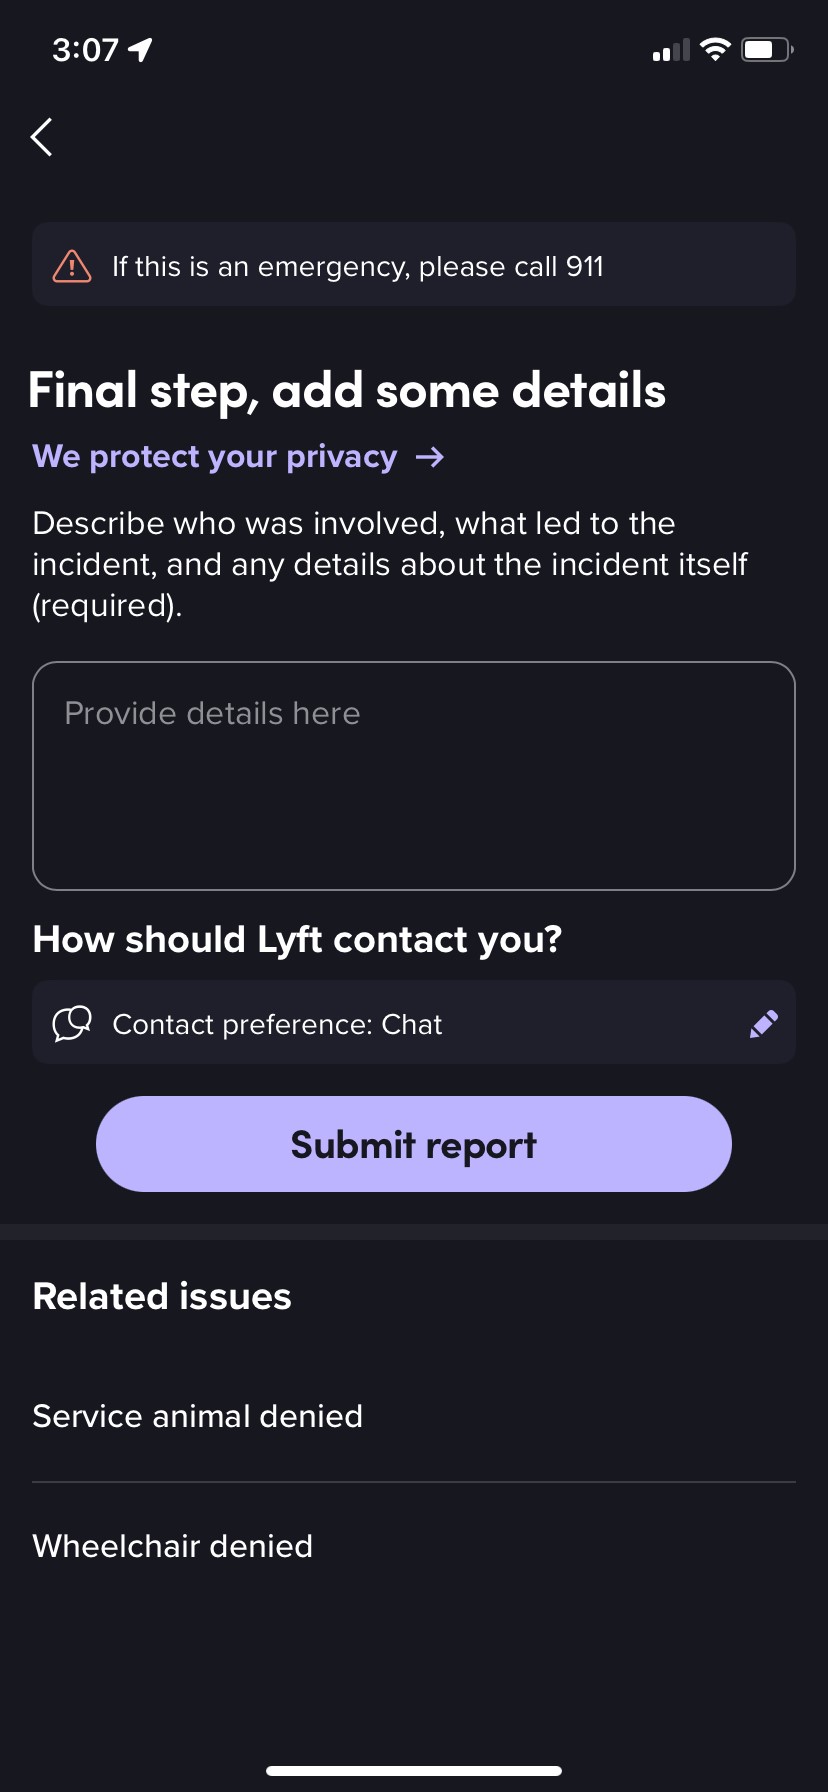 3:07
If this is an emergency, please call 911
Final step, add some details
We protect your privacy →
Describe who was involved, what led to the
incident, and any details about the incident itself
(required).
Provide details here
How should Lyft contact you?
Contact preference: Chat
Submit report
Related issues
Service animal denied
Wheelchair denied